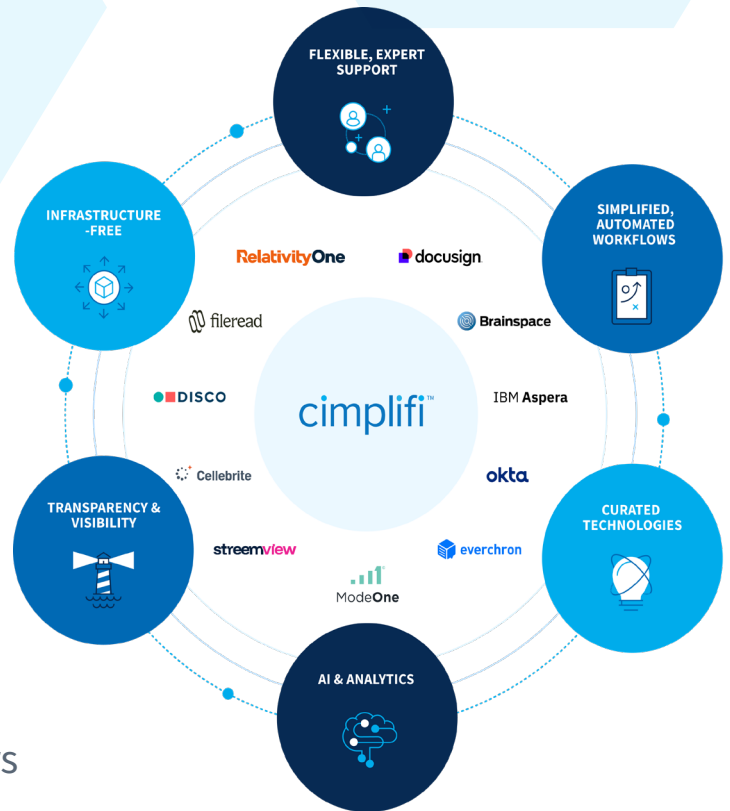 FLEXIBLE, EXPERT
SUPPORT
INFRASTRUCTURE
-FREE
SIMPLIFIED,
AUTOMATED
WORKFLOWS
RelativityOne
docusign
fileread
Brainspace
DISCO
cimplifi™
IBM Aspera
Cellebrite
okta
TRANSPARENCY &
VISIBILITY
CURATED
TECHNOLOGIES
streemview
everchron
ModeOne
AI & ANALYTICS